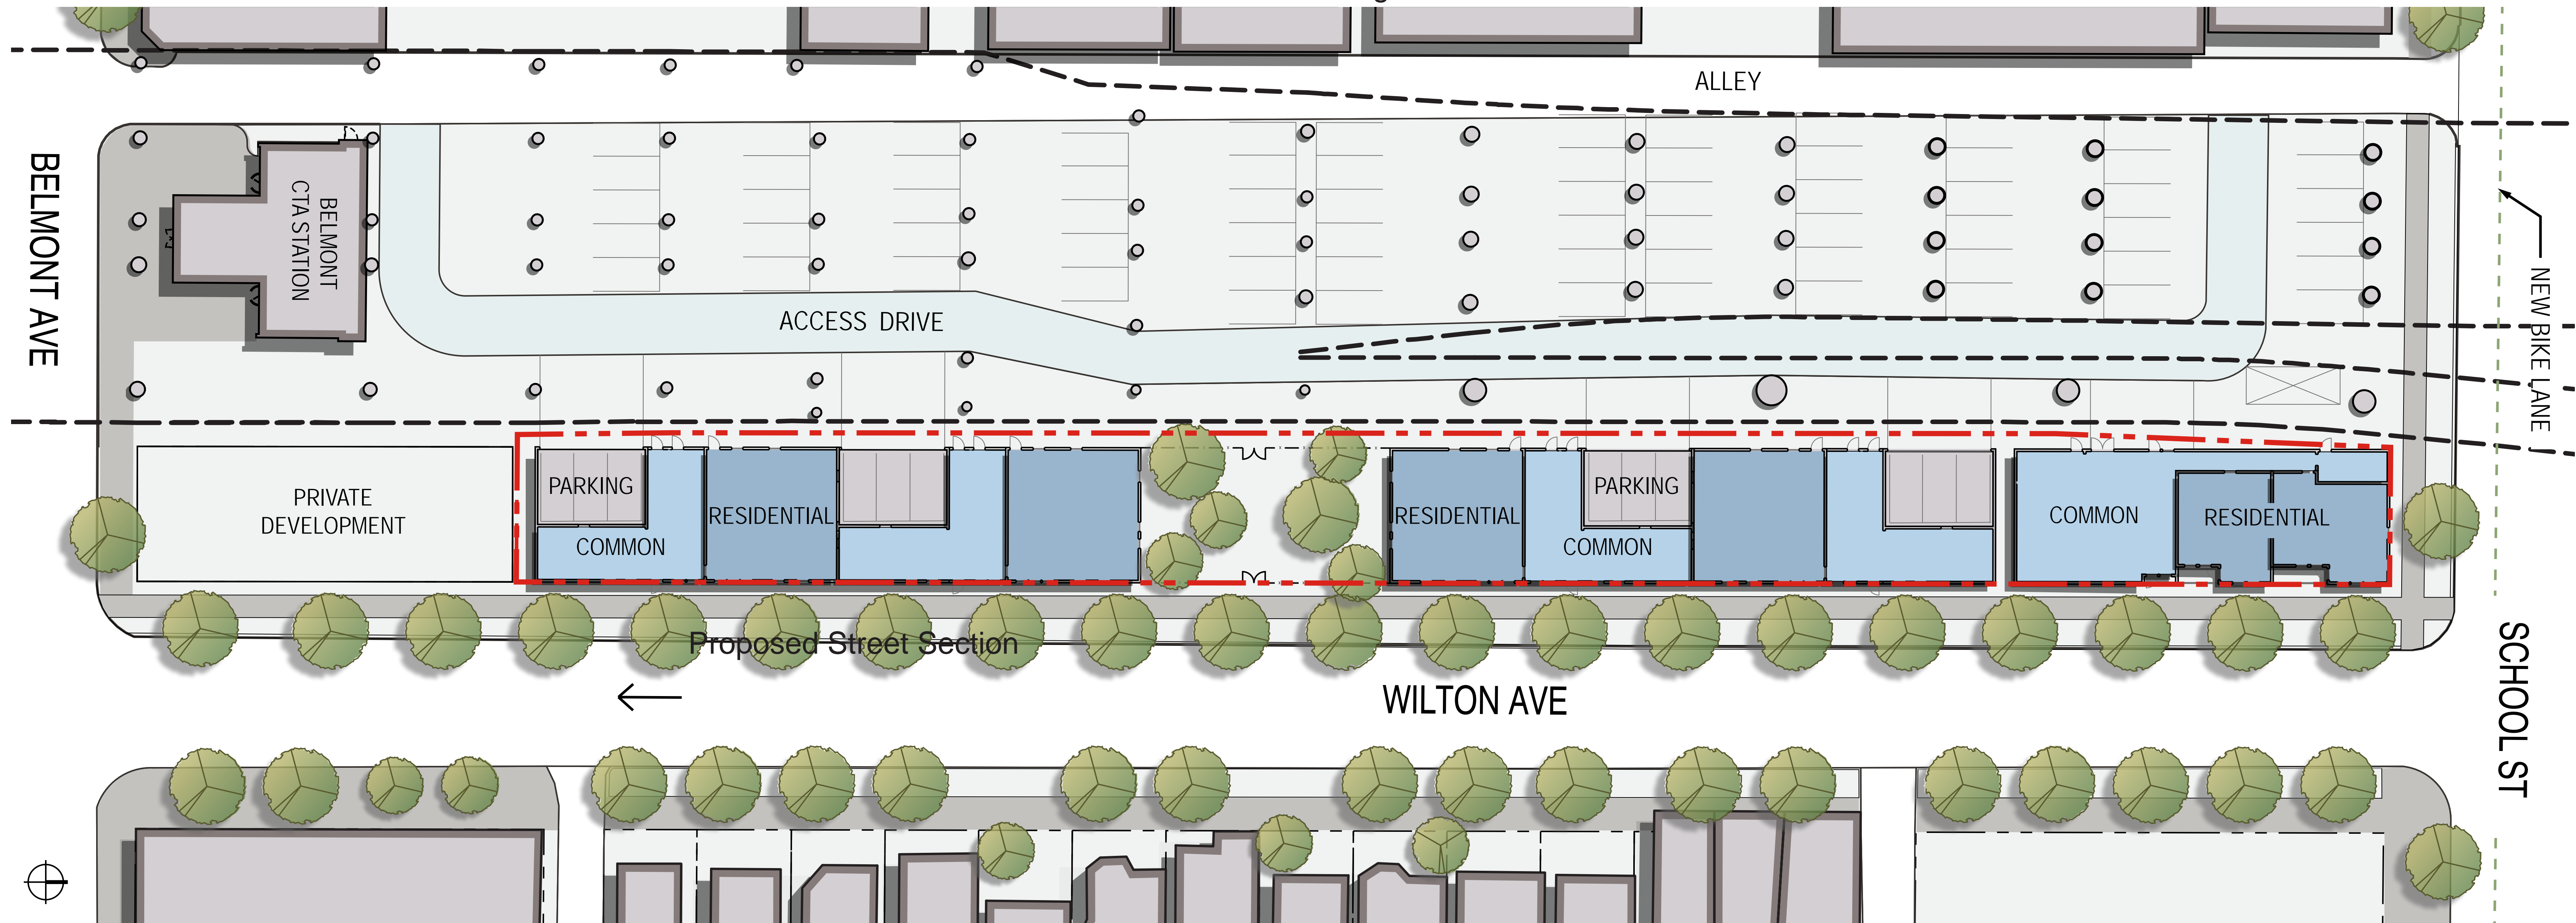 ALLEY
BELMONT AVE
BELMONT
CTA STATION
ACCESS DRIVE
NEW BIKE LANE
PRIVATE
DEVELOPMENT
PARKING
RESIDENTIAL
COMMON
RESIDENTIAL
PARKING
COMMON
COMMON
RESIDENTIAL
Proposed Street Section
WILTON AVE
SCHOOL ST